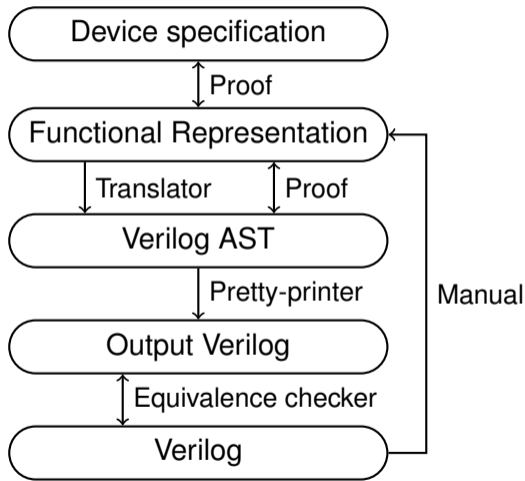 Device specification
Proof
Functional Representation
Translator
Proof
Verilog AST
Pretty-printer
Manual
Output Verilog
Equivalence checker
Verilog